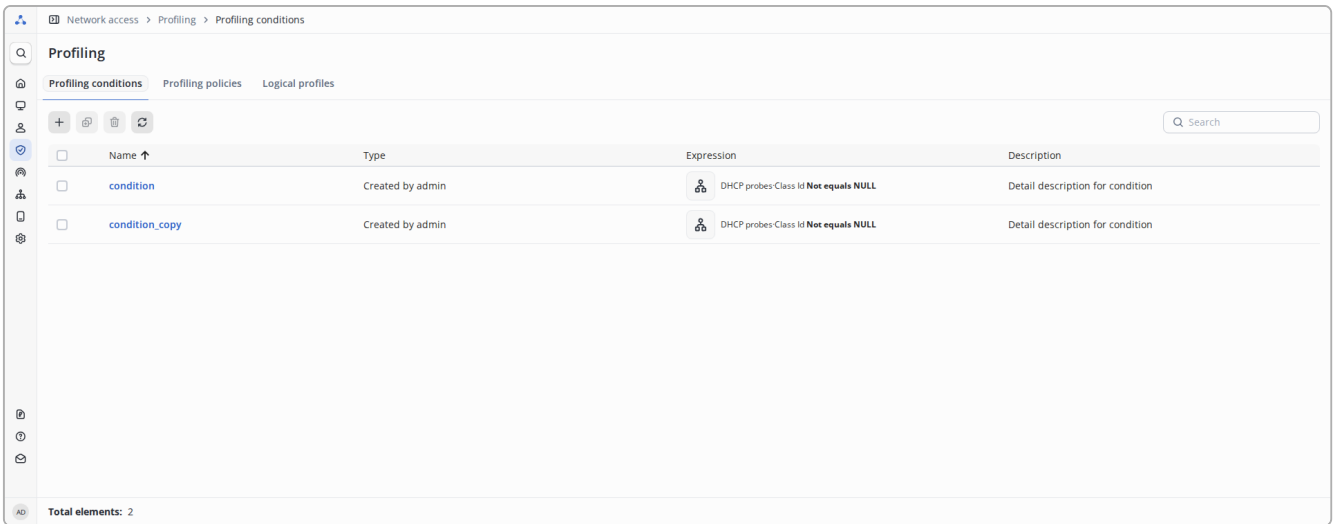 Network access > Profiling > Profiling conditions
Profiling
Profiling conditions Profiling policies Logical profiles
Search
Name Type Expression Description
condition Created by admin DHCP probes·Class Id Not equals NULL Detail description for condition
condition_copy Created by admin DHCP probes·Class Id Not equals NULL Detail description for condition
AD Total elements: 2